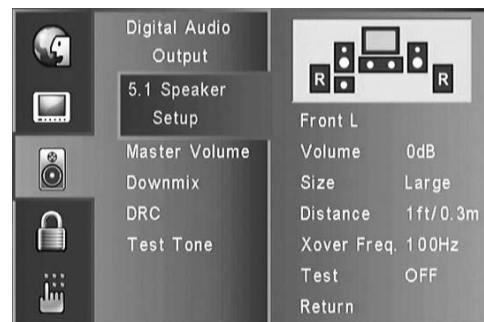 Digital Audio
Output
5.1 Speaker
Setup
Master Volume
Downmix
DRC
Test Tone
R
R
Front L
Volume 0dB
Size Large
Distance 1ft/0.3m
Xover Freq. 100Hz
Test OFF
Return